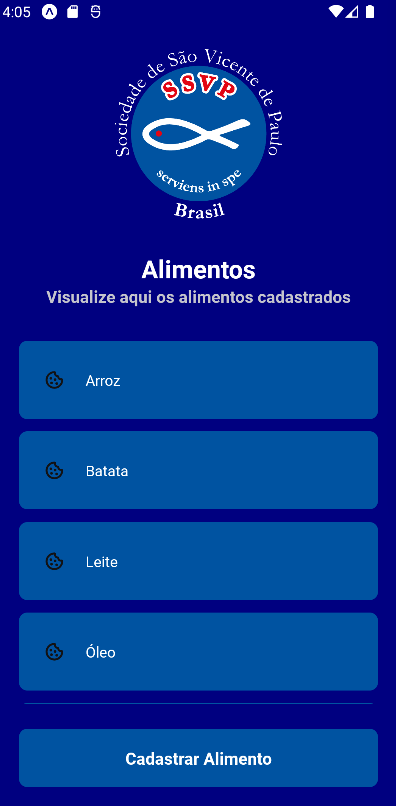 4:05
Sociedade de São Vicente de Paulo
SSVP
serviens in spe
Brasil
Alimentos
Visualize aqui os alimentos cadastrados
Arroz
Batata
Leite
Óleo
Cadastrar Alimento